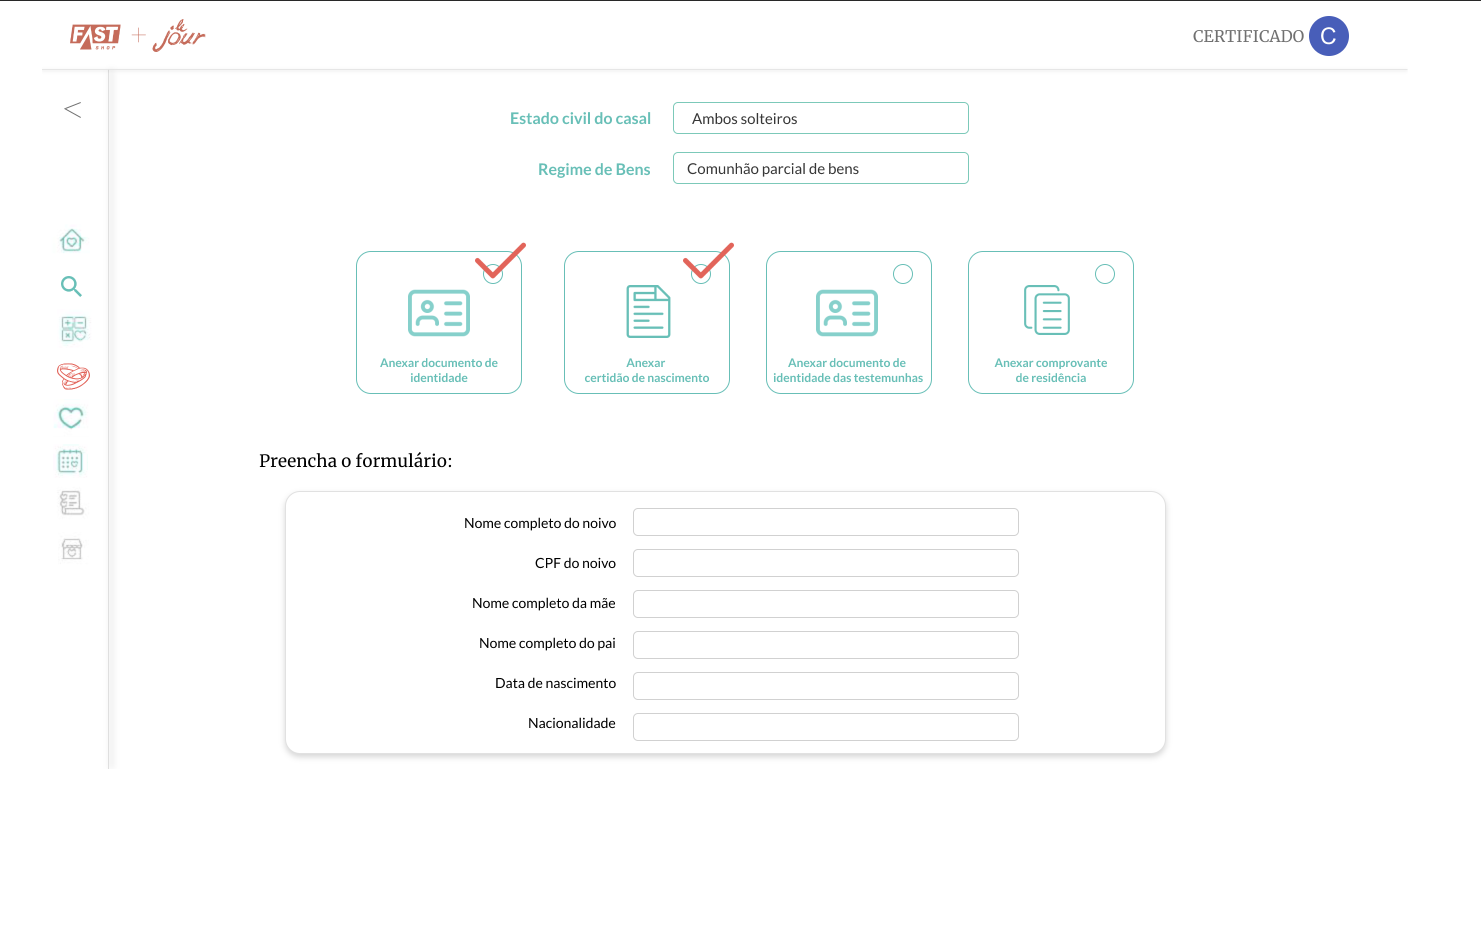 FAST SHOP + le jour
CERTIFICADO C
Estado civil do casal Ambos solteiros
Regime de Bens Comunhão parcial de bens
Anexar documento de
identidade
Anexar
certidão de nascimento
Anexar documento de
identidade das testemunhas
Anexar comprovante
de residência
Preencha o formulário:
Nome completo do noivo
CPF do noivo
Nome completo da mãe
Nome completo do pai
Data de nascimento
Nacionalidade